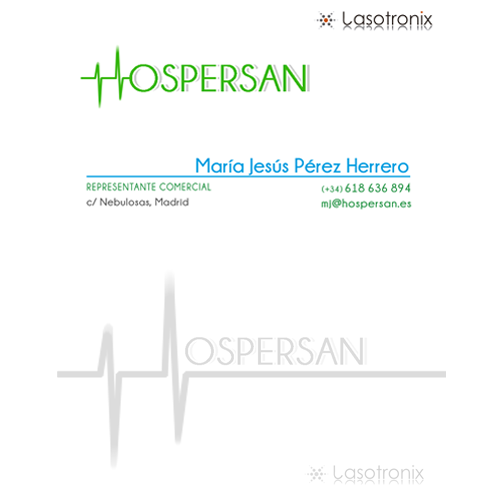 Lasotronix
HOSPERSAN
María Jesús Pérez Herrero
REPRESENTANTE COMERCIAL
(+34) 618 636 894
c/ Nebulosas, Madrid
mj@hospersan.es
HOSPERSAN
Lasotronix